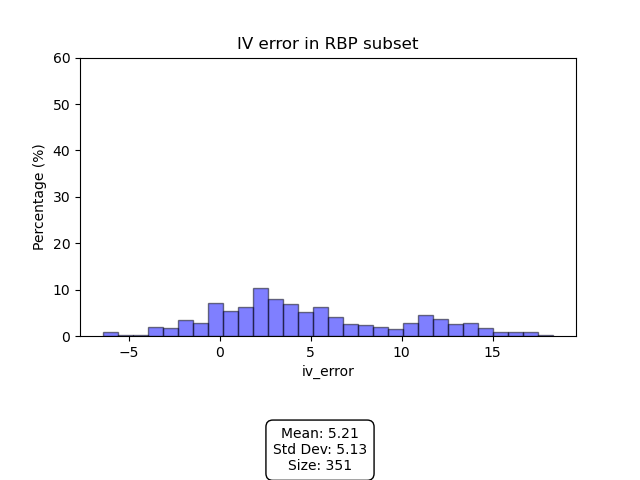 IV error in RBP subset
60
50
40
30
20
10
0
Percentage (%)
−5
0
5
10
15
iv_error
Mean: 5.21
Std Dev: 5.13
Size: 351